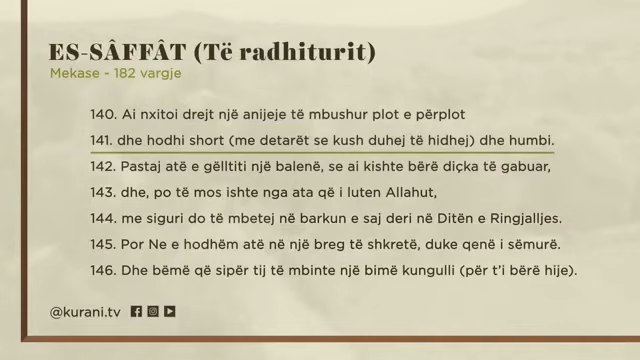 ES-SÂFFÂT (Të radhiturit)
Mekase - 182 vargje
140. Ai nxitoi drejt një anijeje të mbushur plot e përplot
141. dhe hodhi short (me detarët se kush duhej të hidhej) dhe humbi.
142. Pastaj atë e gëlltiti një balenë, se ai kishte bërë diçka të gabuar,
143. dhe, po të mos ishte nga ata që i luten Allahut,
144. me siguri do të mbetej në barkun e saj deri në Ditën e Ringjalljes.
145. Por Ne e hodhëm atë në një breg të shkretë, duke qenë i sëmurë.
146. Dhe bëmë që sipër tij të mbinte një bimë kungulli (për t'i bërë hije).
@kurani.tv